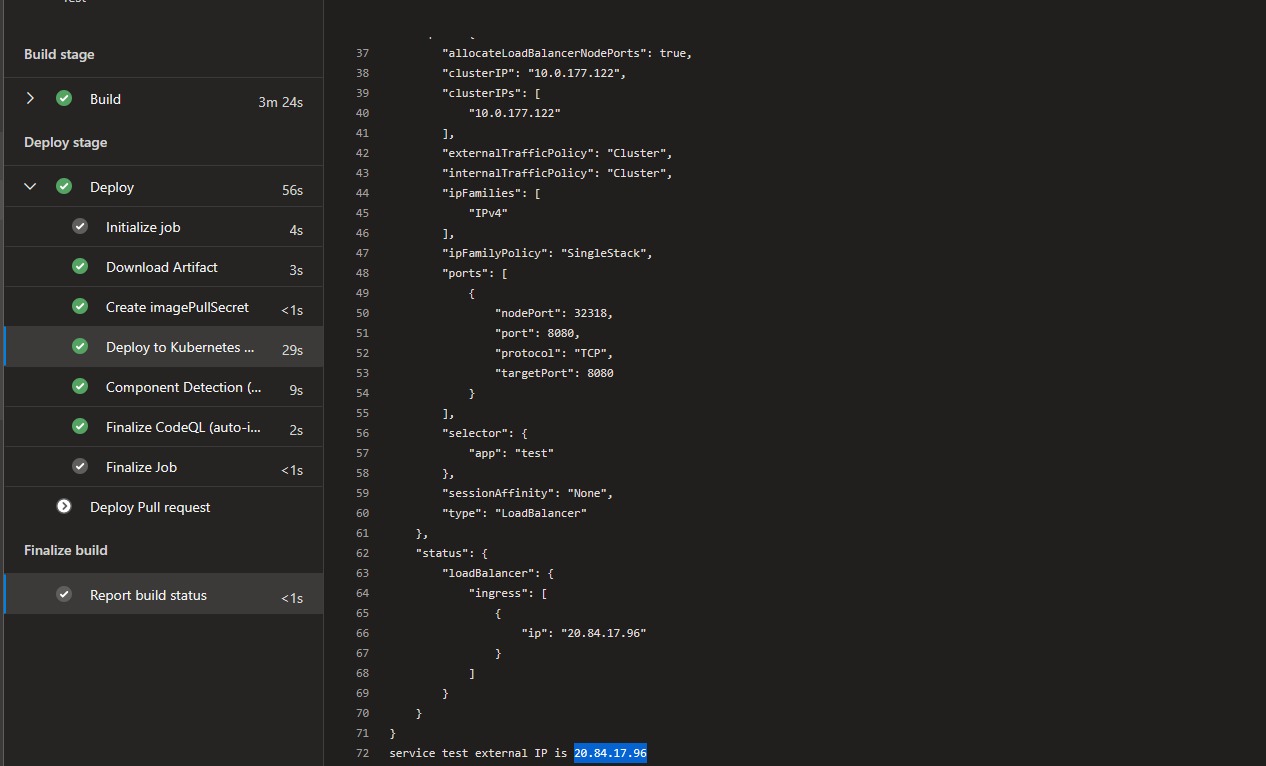 Test
Build stage
Build 3m 24s
Deploy stage
Deploy 56s
Initialize job 4s
Download Artifact 3s
Create imagePullSecret <1s
Deploy to Kubernetes ... 29s
Component Detection (... 9s
Finalize CodeQL (auto-i... 2s
Finalize Job <1s
Deploy Pull request
Finalize build
Report build status <1s
37 "allocateLoadBalancerNodePorts": true,
38 "clusterIP": "10.0.177.122",
39 "clusterIPs": [
40 "10.0.177.122"
41 ],
42 "externalTrafficPolicy": "Cluster",
43 "internalTrafficPolicy": "Cluster",
44 "ipFamilies": [
45 "IPv4"
46 ],
47 "ipFamilyPolicy": "SingleStack",
48 "ports": [
49 {
50 "nodePort": 32318,
51 "port": 8080,
52 "protocol": "TCP",
53 "targetPort": 8080
54 }
55 ],
56 "selector": {
57 "app": "test"
58 },
59 "sessionAffinity": "None",
60 "type": "LoadBalancer"
61 },
62 "status": {
63 "loadBalancer": {
64 "ingress": [
65 {
66 "ip": "20.84.17.96"
67 }
68 ]
69 }
70 }
71 }
72 service test external IP is 20.84.17.96